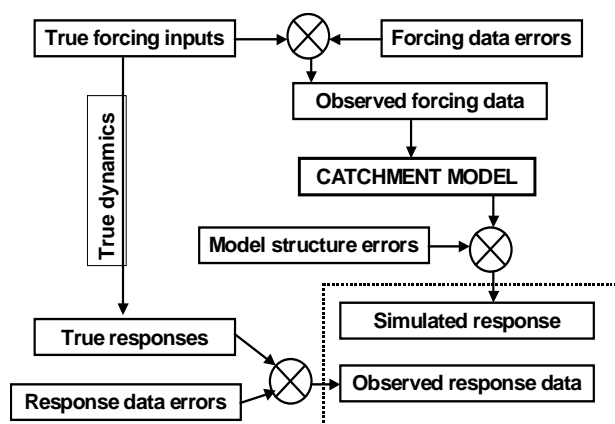 True forcing inputs
Forcing data errors
Observed forcing data
True dynamics
CATCHMENT MODEL
Model structure errors
Simulated response
True responses
Observed response data
Response data errors